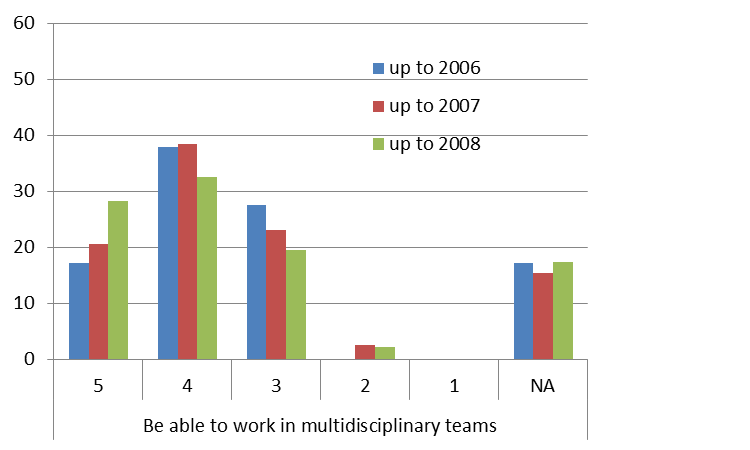 60
50
40
30
20
10
0
up to 2006
up to 2007
up to 2008
5 4 3 2 1 NA
Be able to work in multidisciplinary teams